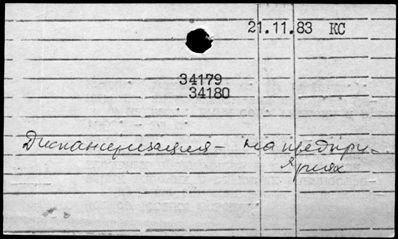 21.11.83 КС
34179
34180
Диспансеризация – на предпри-
ятиях